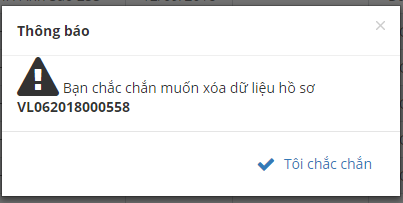 Thông báo
Bạn chắc chắn muốn xóa dữ liệu hồ sơ
VL062018000558
Tôi chắc chắn